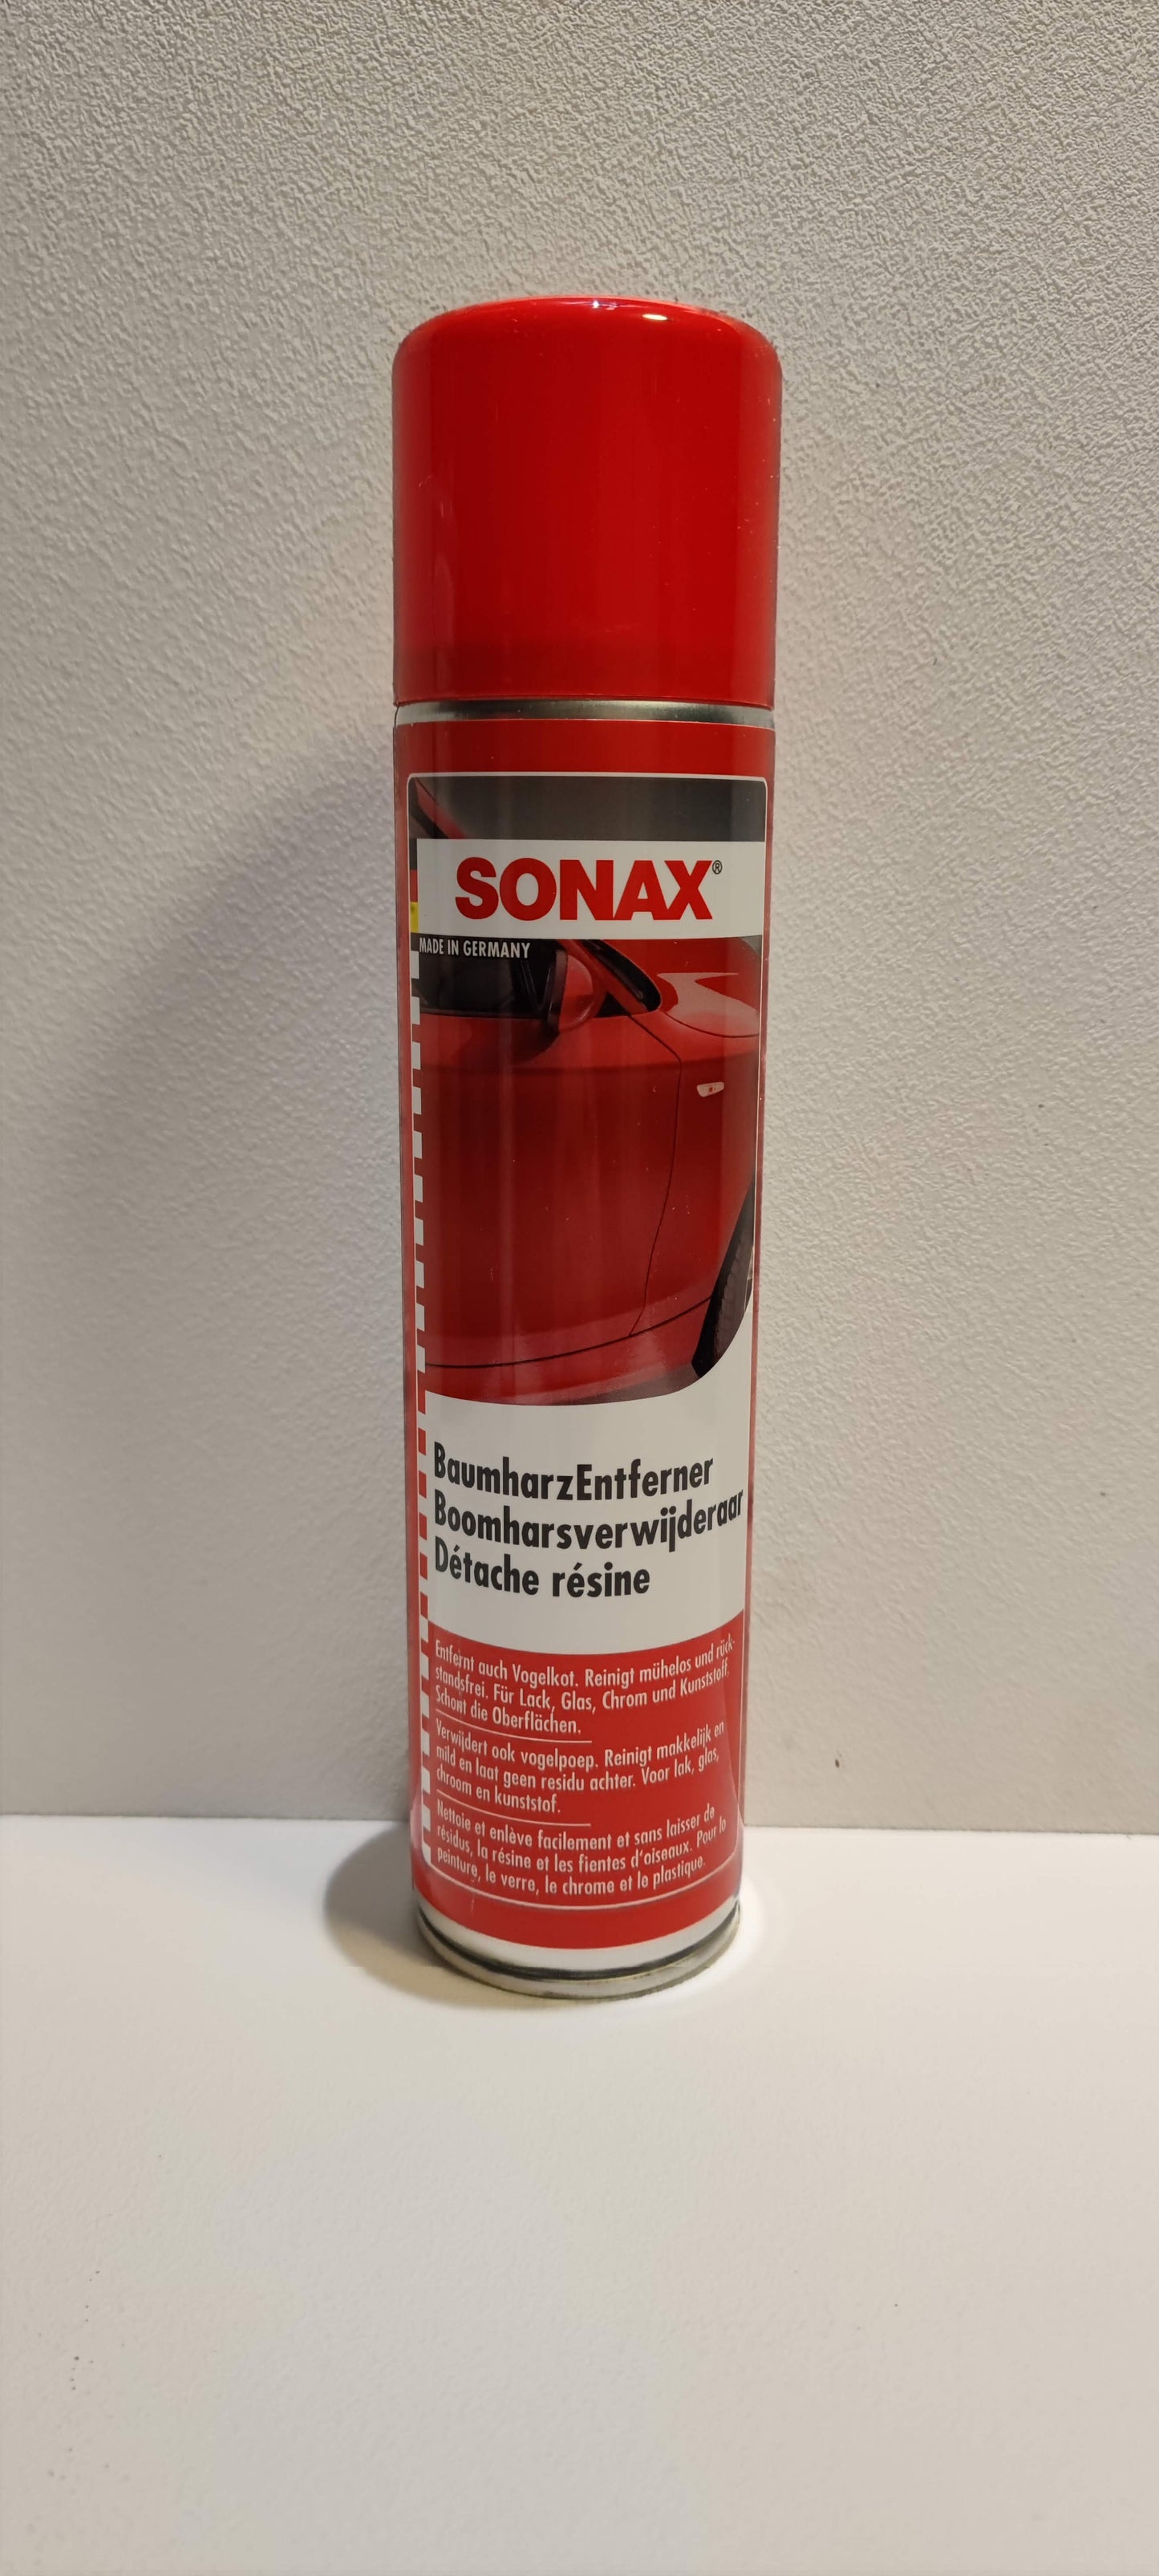 SONAX®
MADE IN GERMANY
BaumharzEntferner
Boomharsverwijderaar
Détache résine
Entfernt auch Vogelkot. Reinigt mühelos und rück-
standsfrei. Für Lack, Glas, Chrom und Kunststoff.
Schont die Oberflächen.
Verwijdert ook vogelpoep. Reinigt makkelijk en
mild en laat geen residu achter. Voor lak, glas,
chroom en kunststof.
Nettoie et enlève facilement et sans laisser de
résidus, la résine et les fientes d'oiseaux. Pour la
peinture, le verre, le chrome et le plastique.